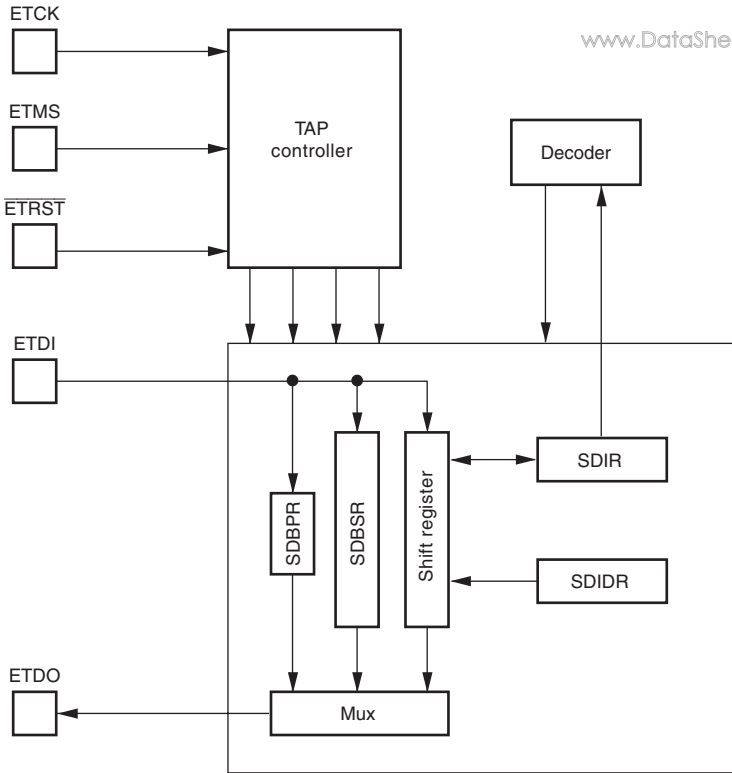 ETCK
www.DataShe
ETMS
TAP
controller
Decoder
ETRST
ETDI
SDBPR
SDBSR
Shift register
SDIR
SDIDR
ETDO
Mux